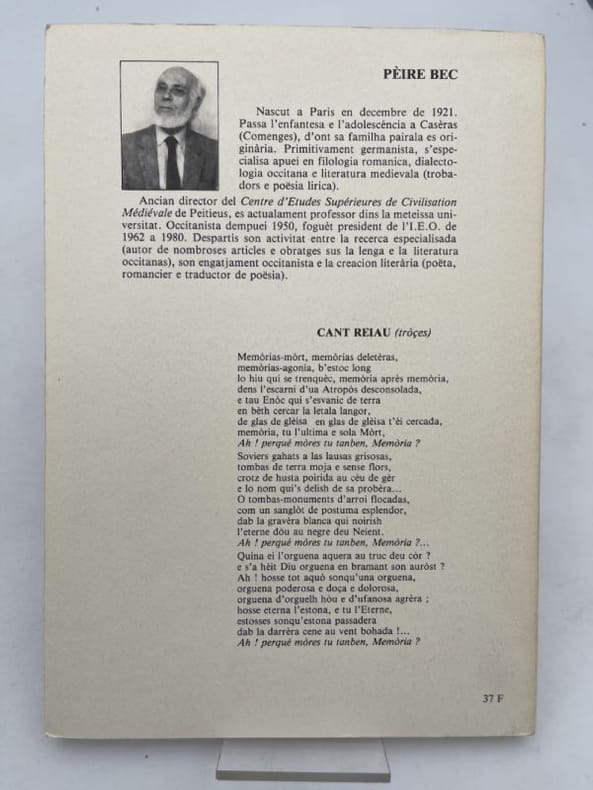 PÈIRE BEC
Nascut a Paris en decembre de 1921.
Passa l'enfantesa e l'adolescéncia a Casèras
(Comenges), d'ont sa familha pairala es ori-
ginària. Primitivament germanista, s'espe-
cialisa apuei en filologia romanica, dialecto-
logia occitana e literatura medievala (troba-
dors e poësia lirica).
Ancian director del Centre d'Etudes Supérieures de Civilisation
Médiévale de Peitieus, es actualament professor dins la meteissa uni-
versitat. Occitanista dempuei 1950, foguèt president de l'I.E.O. de
1962 a 1980. Despartis son activitat entre la recerca especialisada
(autor de nombroses articles e obratges sus la lenga e la literatura
occitanas), son engatjament occitanista e la creacion literària (poëta,
romancier e traductor de poësia).
CANT REIAU (tròçes)
Memòrias-mòrt, memòrias deletèras,
memòrias-agonia, b'estoc long
lo hiu qui se trenquèc, memòria après memòria,
dens l'escarni d'ua Atropòs desconsolada,
e tau Enòc qui s'esvanic de terra
en bèth cercar la letala langor,
de glas de glèisa en glas de glèisa t'èi cercada,
memòria, tu l'ultima e sola Mòrt,
Ah ! perqué mòres tu tanben, Memòria ?
Soviers gahats a las lausas grisosas,
tombas de terra moja e sense flors,
crotz de husta poirida au cèu de gèr
e lo nom qui's delish de sa probèra...
O tombas-monuments d'arroi flocadas,
com un sanglòt de postuma esplendor,
dab la gravèra blanca qui noirish
l'eterne dòu au negre deu Neient.
Ah ! perqué mòres tu tanben, Memòria ?...
Quina ei l'orguena aquera au truc deu còr ?
e s'a hèit Diu orguena en bramant son auròst ?
Ah ! hosse tot aquò sonqu'una orguena,
orguena poderosa e doça e dolorosa,
orguena d'orguelh hòu e d'ufanosa agrèra ;
hosse eterna l'estona, e tu l'Eterne,
estosses sonqu'estona passadera
dab la darrèra cene au vent bohada !...
Ah ! perqué mòres tu tanben, Memòria ?
37 F